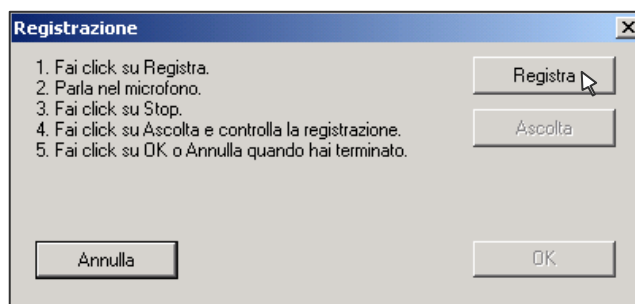 Registrazione
1. Fai click su Registra.
2. Parla nel microfono.
3. Fai click su Stop.
4. Fai click su Ascolta e controlla la registrazione.
5. Fai click su OK o Annulla quando hai terminato.
Registra
Ascolta
Annulla
OK